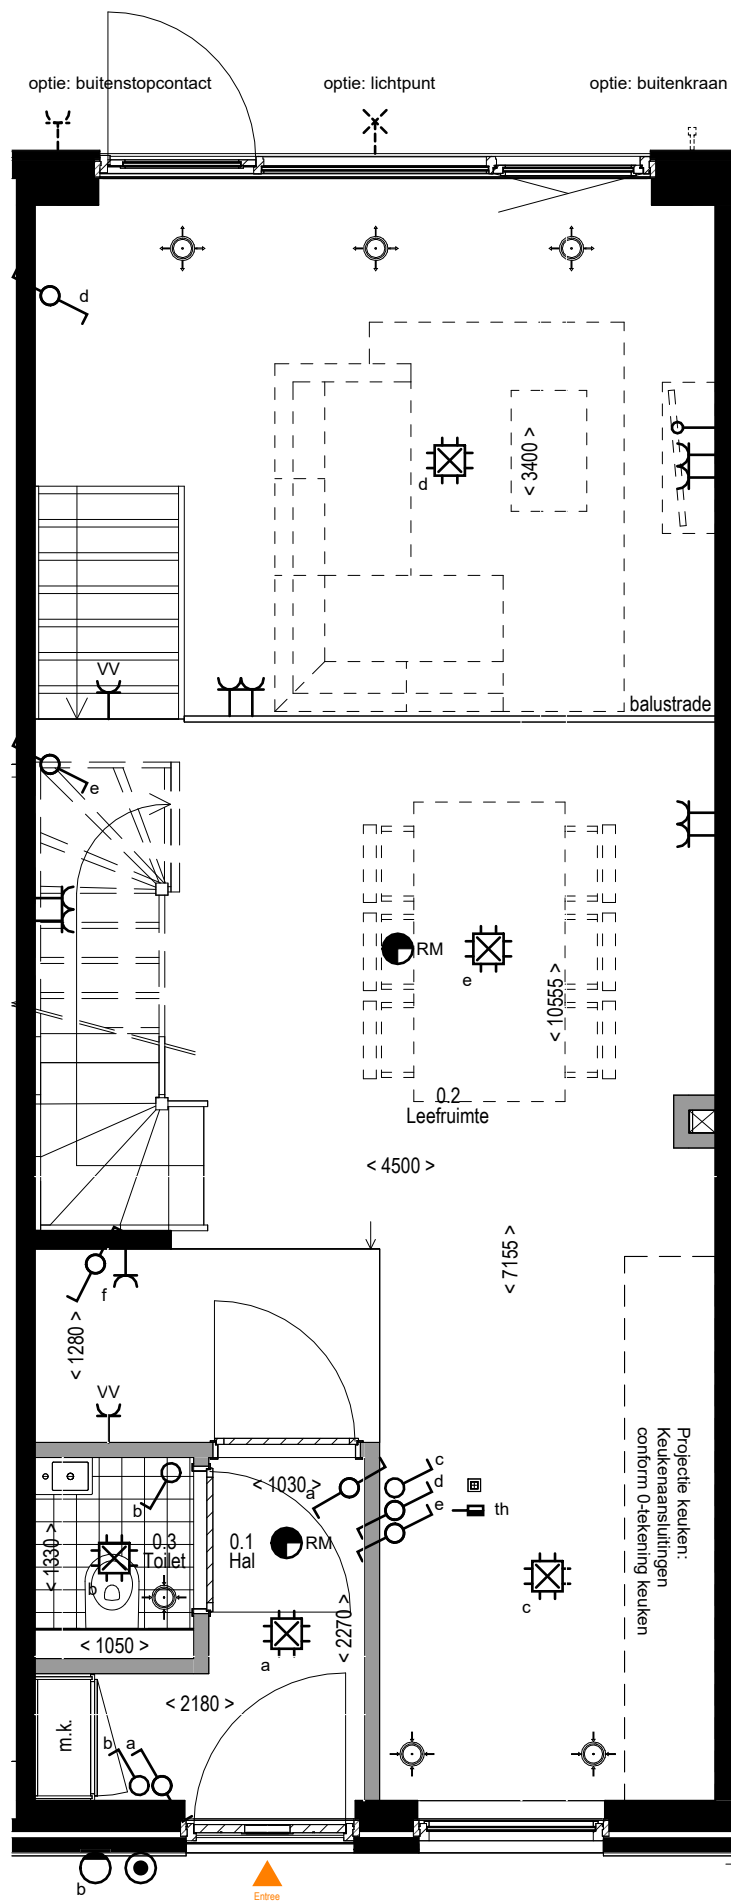 optie: buitenstopcontact
optie: lichtpunt
optie: buitenkraan
d
d
< 3400 >
VV
balustrade
e
RM
e
< 10555 >
0.2
Leefruimte
< 4500 >
< 7155 >
f
< 1280 >
VV
Projectie keuken:
Keukenaansluitingen
conform 0-tekening keuken
< 1030 >
a
c
d
e
th
b
0.3
Toilet
0.1
Hal
RM
< 1330 >
b
c
< 1050 >
a
< 2270 >
< 2180 >
m.k.
b
a
b
Entree